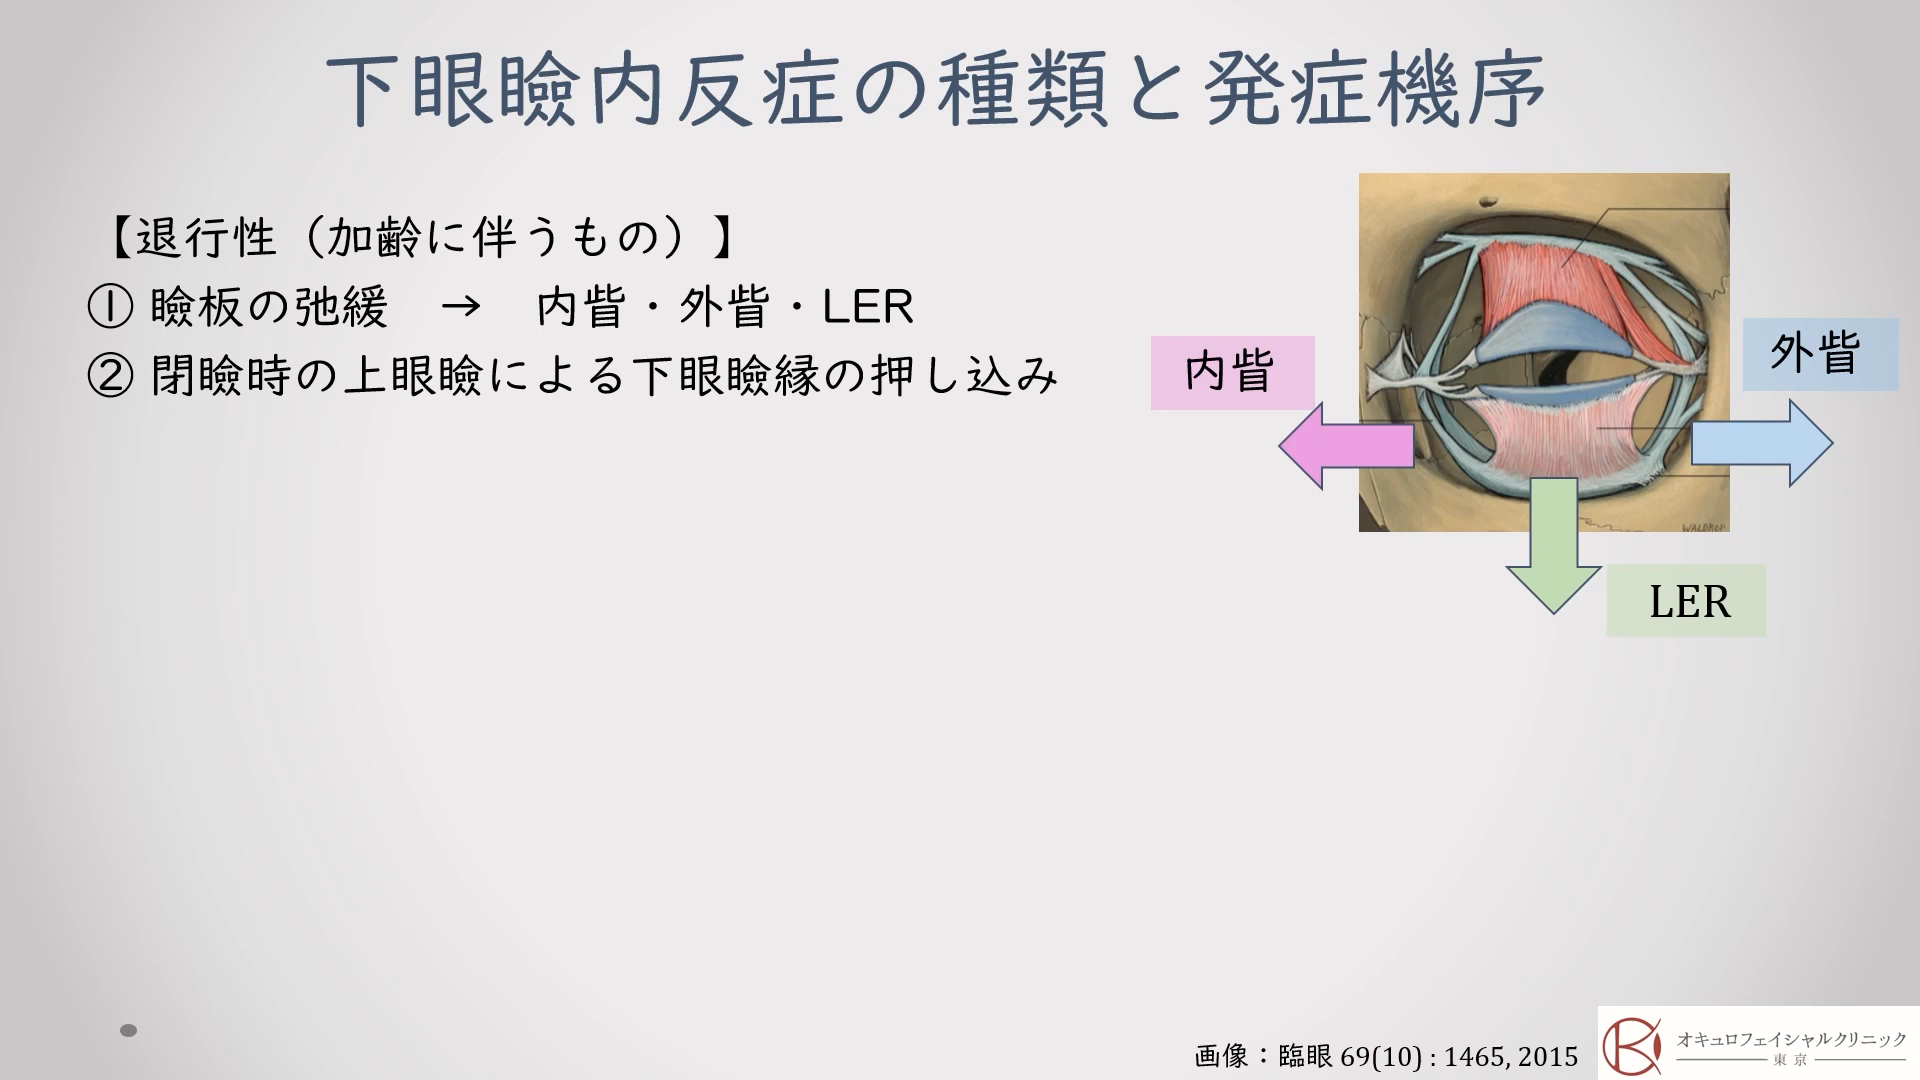 下眼瞼内反症の種類と発症機序
【退行性（加齢に伴うもの）】
① 瞼板の弛緩　→　内眥・外眥・LER
② 閉瞼時の上眼瞼による下眼瞼縁の押し込み
内眥
外眥
WALDROP
LER
画像：臨眼 69(10) : 1465, 2015
オキュロフェイシャルクリニック
東京